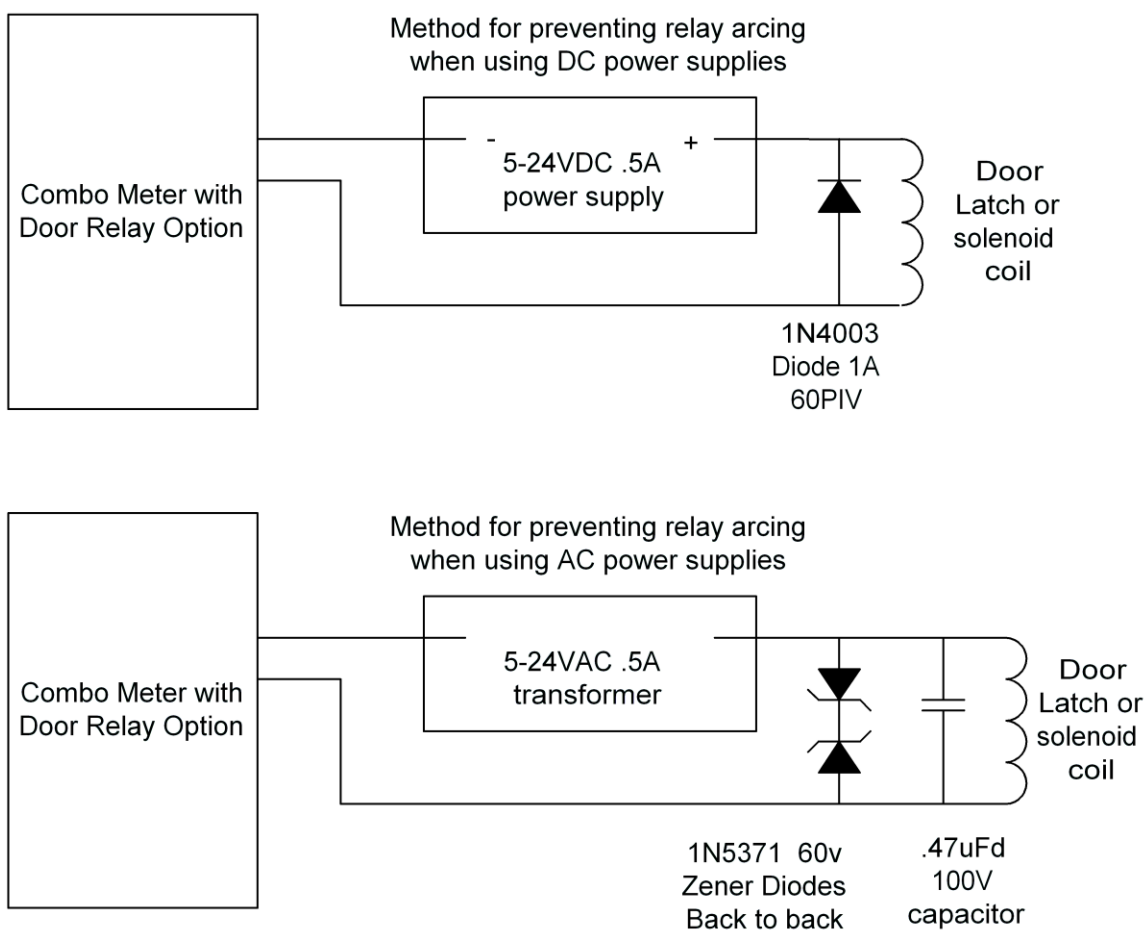 Method for preventing relay arcing
when using DC power supplies
Combo Meter with
Door Relay Option
- +
5-24VDC .5A
power supply
Door
Latch or
solenoid
coil
1N4003
Diode 1A
60PIV
Method for preventing relay arcing
when using AC power supplies
Combo Meter with
Door Relay Option
5-24VAC .5A
transformer
Door
Latch or
solenoid
coil
1N5371 60v
Zener Diodes
Back to back
.47uFd
100V
capacitor